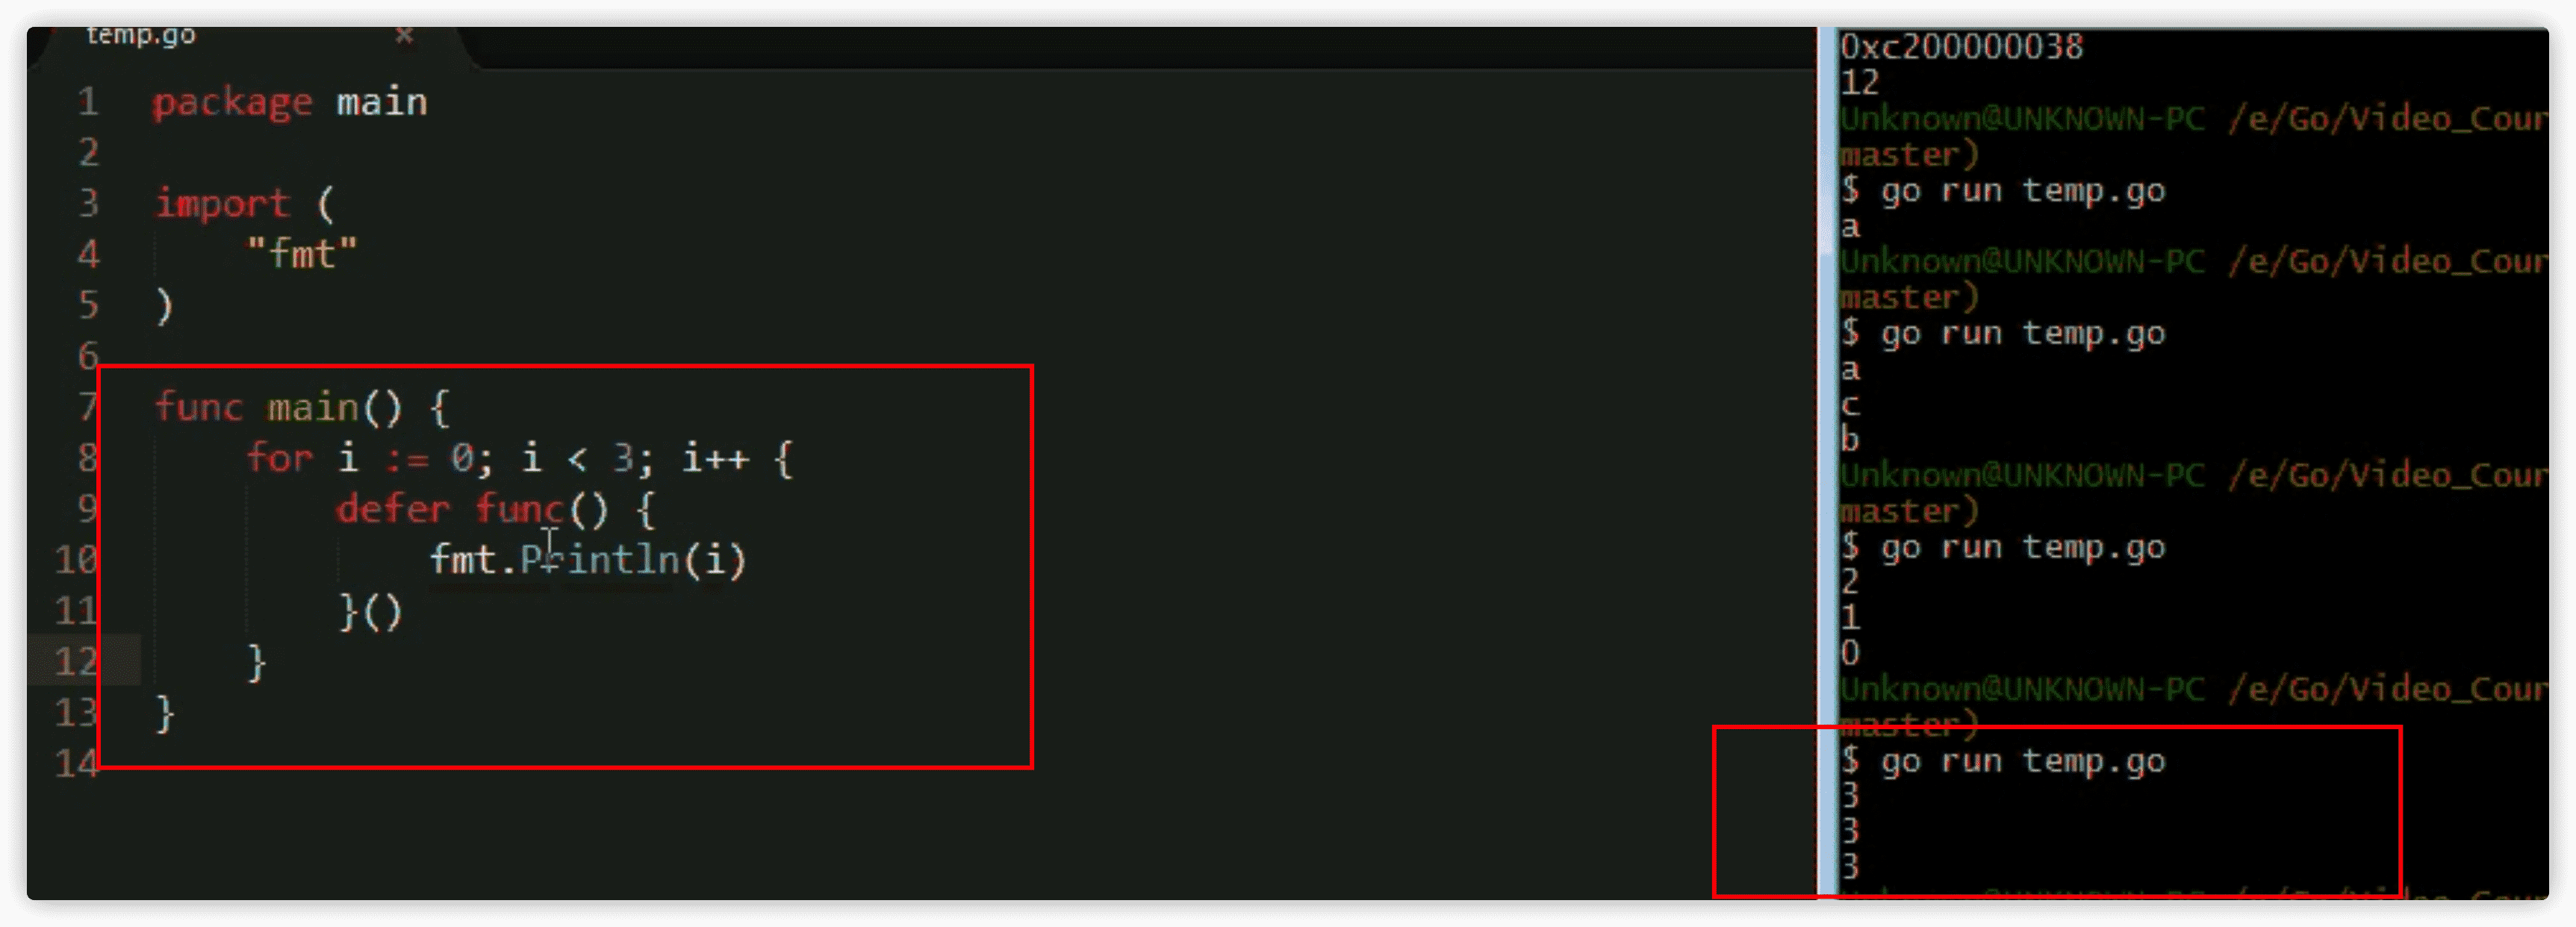 temp.go ×
1 package main
2
3 import (
4 "fmt"
5 )
6
7 func main() {
8 for i := 0; i < 3; i++ {
9 defer func() {
10 fmt.Println(i)
11 }()
12 }
13 }
14
0xc200000038
12
Unknown@UNKNOWN-PC /e/Go/Video_Cour
master)
$ go run temp.go
a
Unknown@UNKNOWN-PC /e/Go/Video_Cour
master)
$ go run temp.go
a
c
b
Unknown@UNKNOWN-PC /e/Go/Video_Cour
master)
$ go run temp.go
2
1
0
Unknown@UNKNOWN-PC /e/Go/Video_Cour
master)
$ go run temp.go
3
3
3